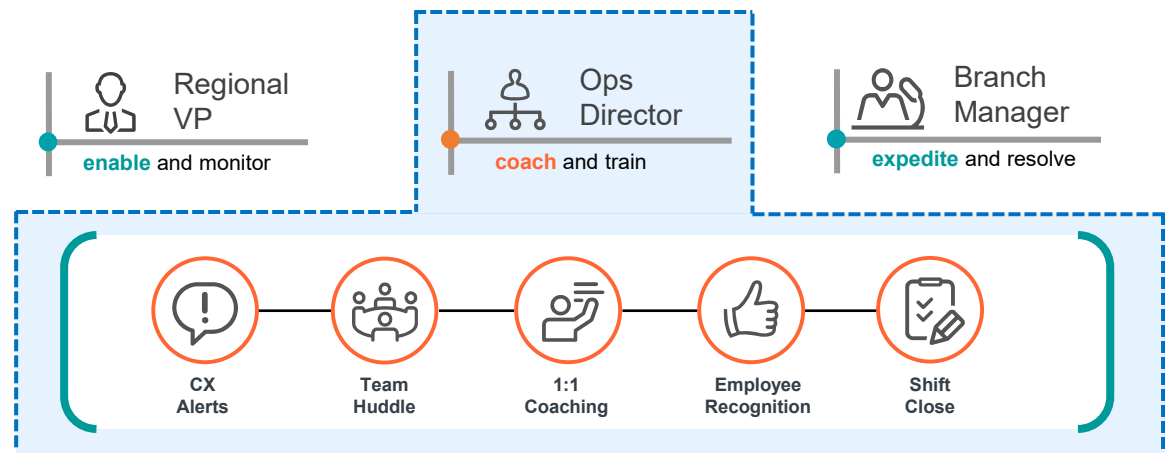 Regional
VP
enable and monitor
Ops
Director
coach and train
Branch
Manager
expedite and resolve
CX
Alerts
Team
Huddle
1:1
Coaching
Employee
Recognition
Shift
Close